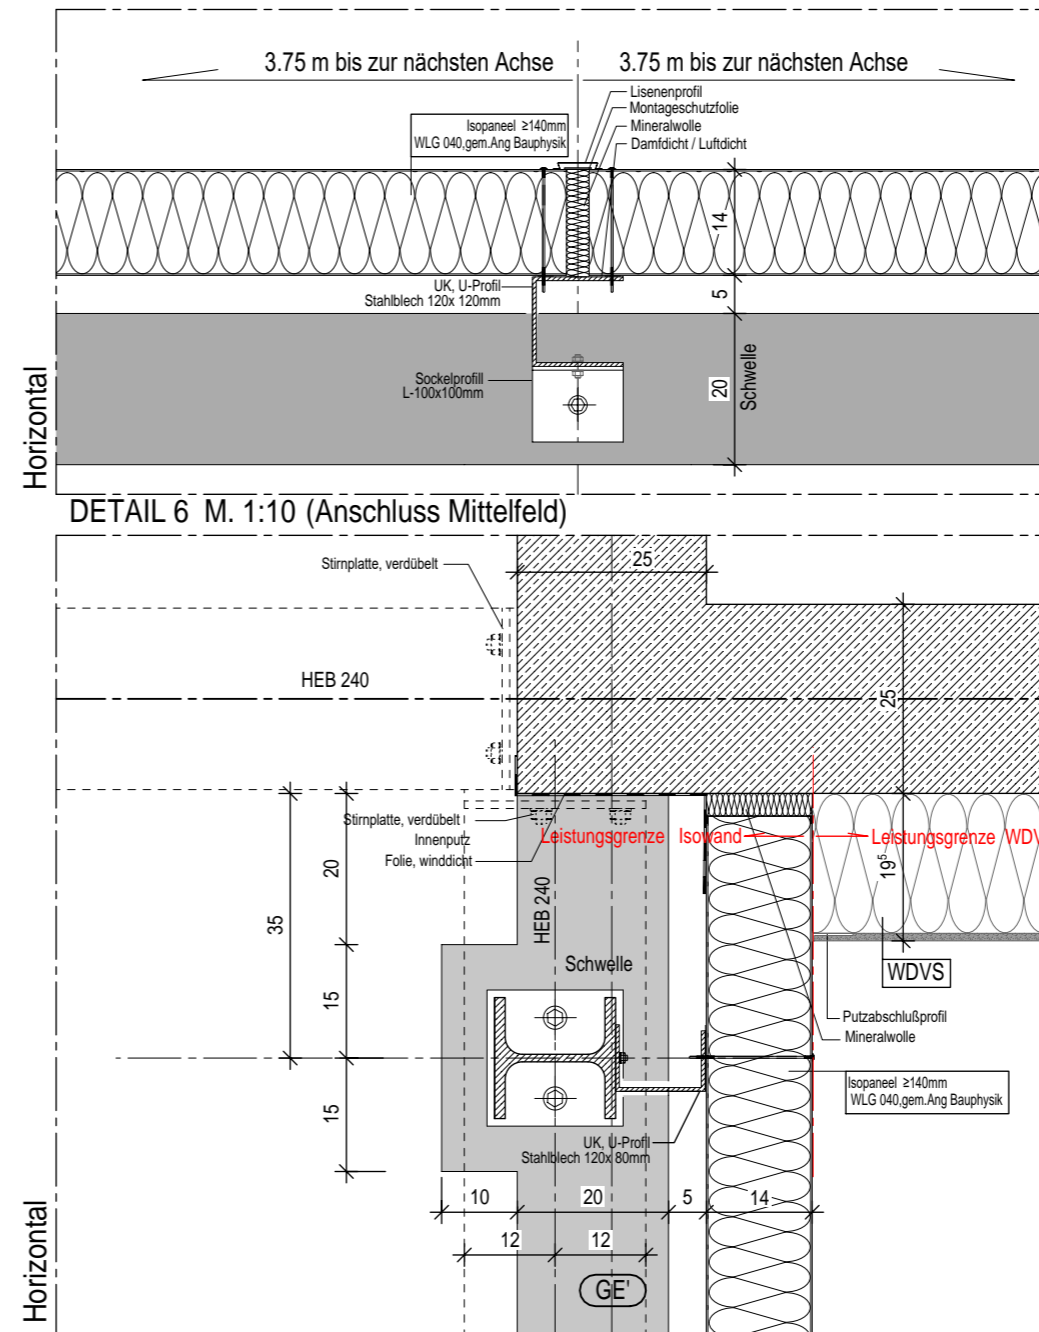 3.75 m bis zur nächsten Achse
3.75 m bis zur nächsten Achse
Lisenenprofil
Montageschutzfolie
Mineralwolle
Damfdicht / Luftdicht
Isopaneel ≥140mm
WLG 040,gem.Ang Bauphysik
14
UK, U-Profil
Stahlblech 120x 120mm
5
Sockelprofill
L-100x100mm
20
Schwelle
Horizontal
DETAIL 6 M. 1:10 (Anschluss Mittelfeld)
Stirnplatte, verdübelt
25
HEB 240
25
Stirnplatte, verdübelt
Innenputz
Folie, winddicht
Leistungsgrenze Isowand
Leistungsgrenze WDV
20
19⁵
35
HEB 240
Schwelle
WDVS
15
Putzabschlußprofil
Mineralwolle
Isopaneel ≥140mm
WLG 040,gem.Ang Bauphysik
15
UK, U-Profil
Stahlblech 120x 80mm
10
20
5
14
12
12
GE'
Horizontal